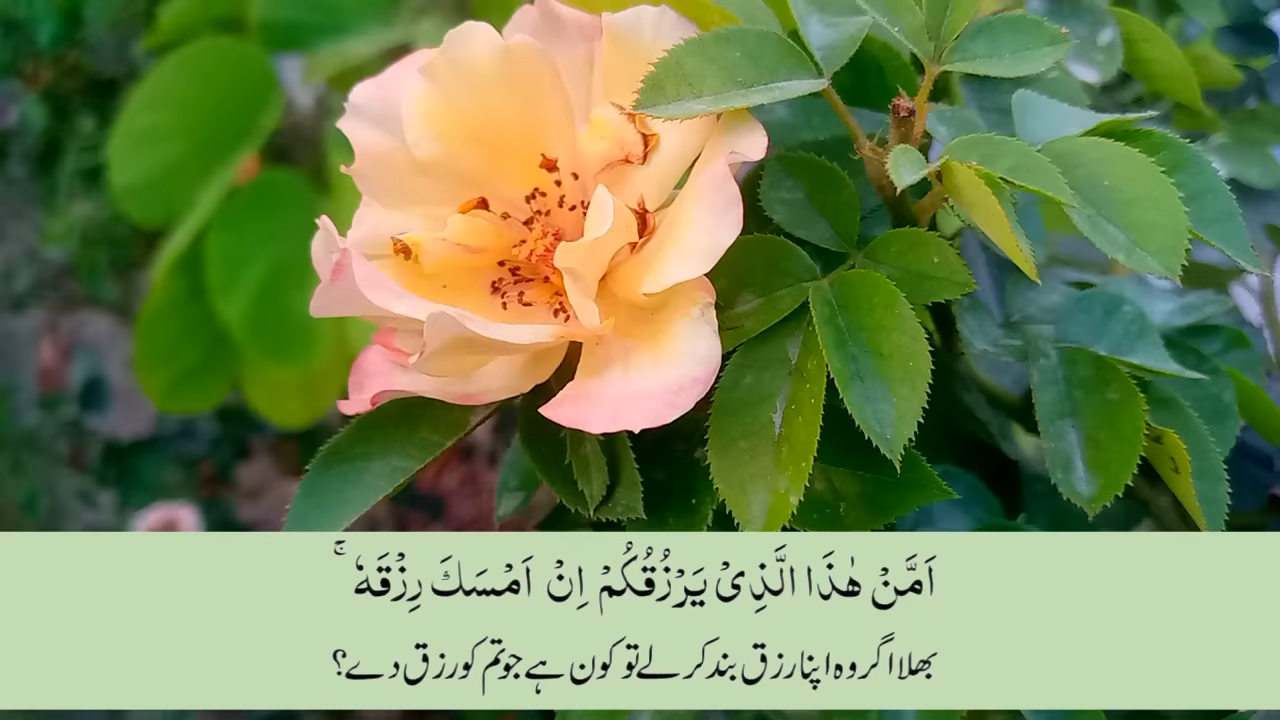 اَمَّنۡ هٰذَا الَّذِىۡ يَرۡزُقُكُمۡ اِنۡ اَمۡسَكَ رِزۡقَهٗ‌ ۚ
بھلا اگر وہ اپنا رزق بند کرلے تو کون ہے جو تم کو رزق دے؟